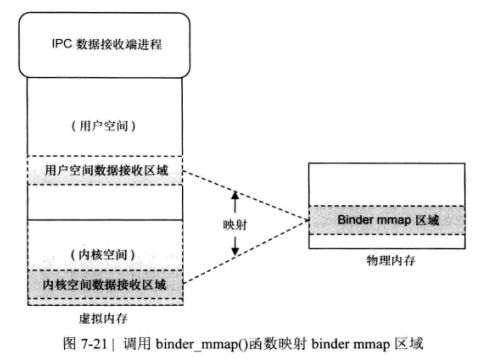 IPC 数据接收端进程
(用户空间)
用户空间数据接收区域
映射
Binder mmap 区域
(内核空间)
内核空间数据接收区域
物理内存
虚拟内存
图 7-21 | 调用 binder_mmap()函数映射 binder mmap 区域